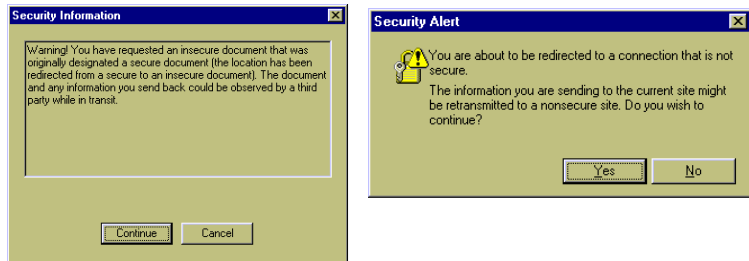 Security Information
Warning! You have requested an insecure document that was
originally designated a secure document (the location has been
redirected from a secure to an insecure document). The document
and any information you send back could be observed by a third
party while in transit.
Continue
Cancel
Security Alert
You are about to be redirected to a connection that is not
secure.
The information you are sending to the current site might
be retransmitted to a nonsecure site. Do you wish to
continue?
Yes
No